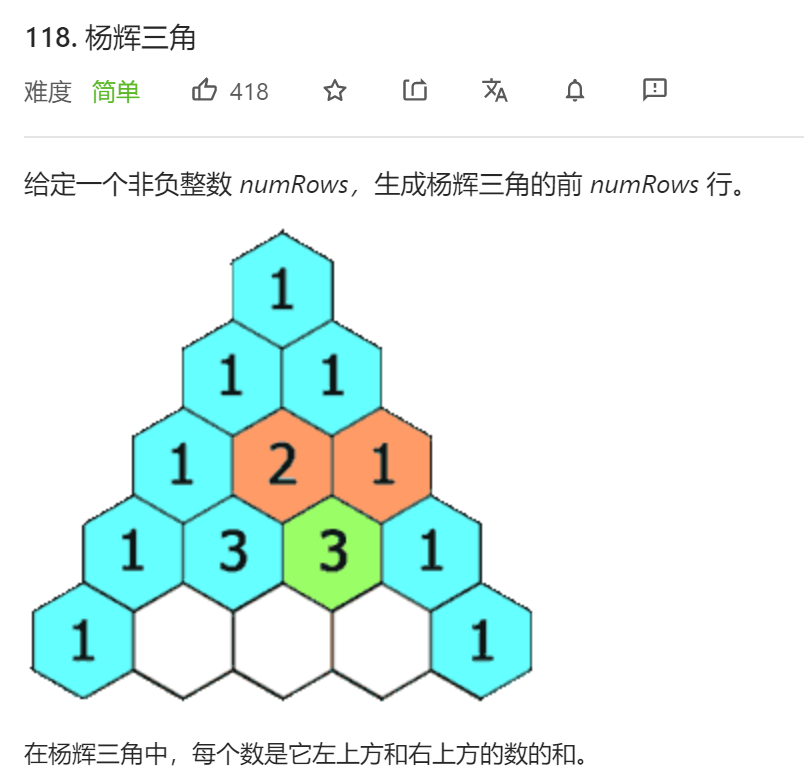 118. 杨辉三角
难度 简单 418
给定一个非负整数 numRows，生成杨辉三角的前 numRows 行。
1
1 1
1 2 1
1 3 3 1
1 1
在杨辉三角中，每个数是它左上方和右上方的数的和。